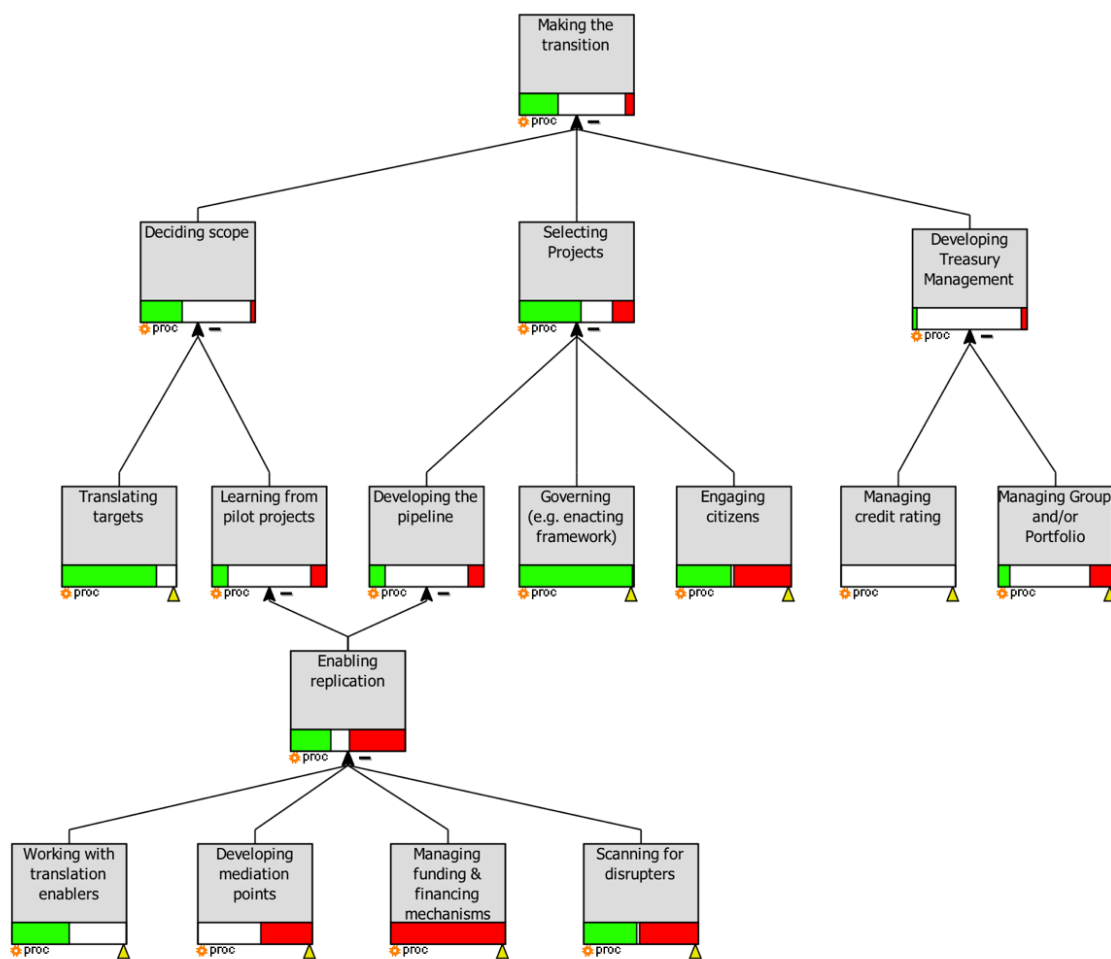 Making the
transition
proc
Deciding scope
proc
Selecting
Projects
proc
Developing
Treasury
Management
proc
Translating
targets
proc
Learning from
pilot projects
proc
Developing the
pipeline
proc
Governing
(e.g. enacting
framework)
proc
Engaging
citizens
proc
Managing
credit rating
proc
Managing Group
and/or
Portfolio
proc
Enabling
replication
proc
Working with
translation
enablers
proc
Developing
mediation
points
proc
Managing
funding &
financing
mechanisms
proc
Scanning for
disrupters
proc